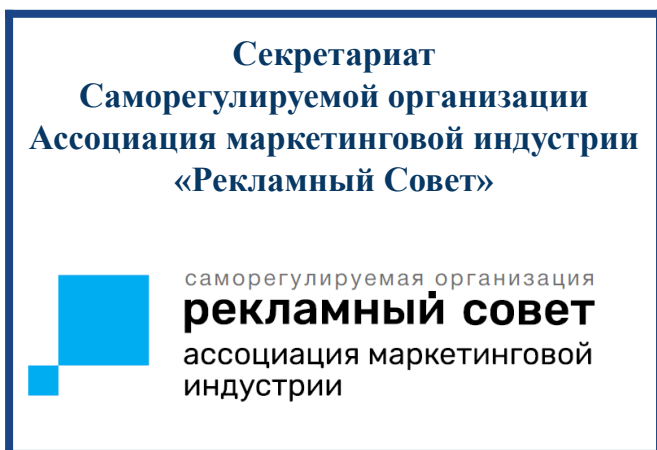 Секретариат
Саморегулируемой организации
Ассоциация маркетинговой индустрии
«Рекламный Совет»
саморегулируемая организация
рекламный совет
ассоциация маркетинговой
индустрии